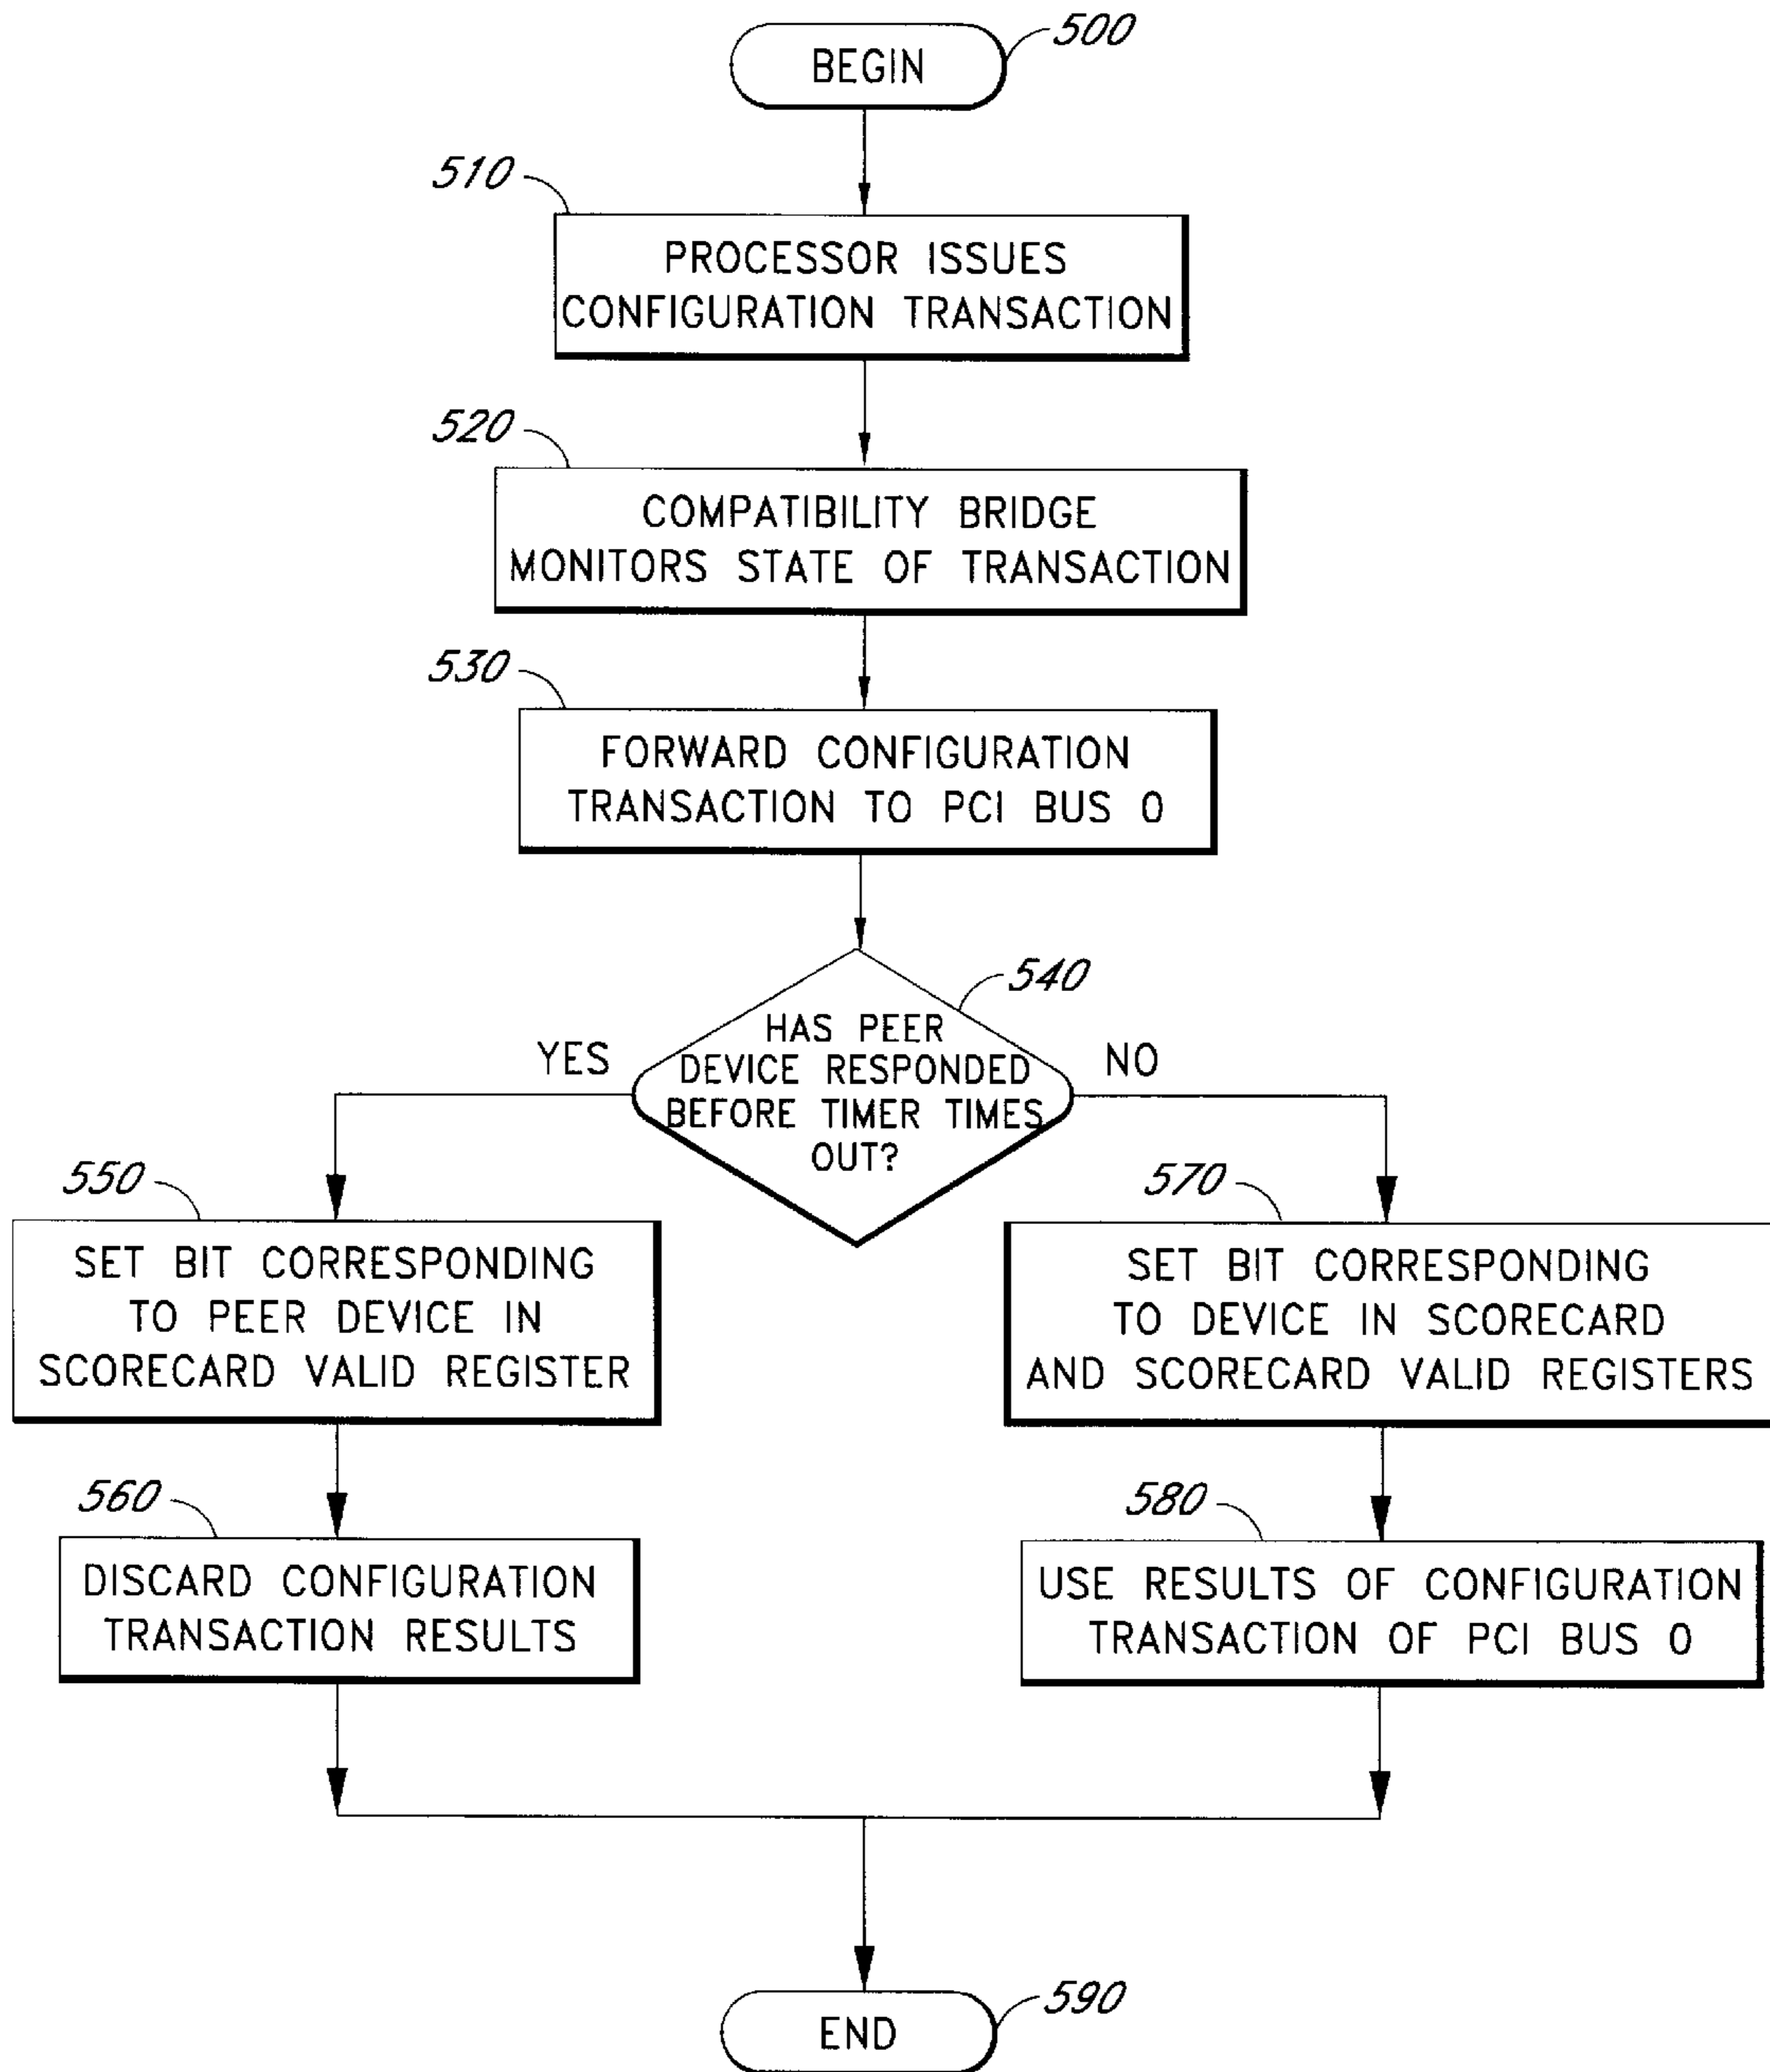 BEGIN
500
510
PROCESSOR ISSUES
CONFIGURATION TRANSACTION
520
COMPATIBILITY BRIDGE
MONITORS STATE OF TRANSACTION
530
FORWARD CONFIGURATION
TRANSACTION TO PCI BUS 0
540
HAS PEER
DEVICE RESPONDED
BEFORE TIMER TIMES
OUT?
YES
NO
550
SET BIT CORRESPONDING
TO PEER DEVICE IN
SCORECARD VALID REGISTER
560
DISCARD CONFIGURATION
TRANSACTION RESULTS
570
SET BIT CORRESPONDING
TO DEVICE IN SCORECARD
AND SCORECARD VALID REGISTERS
580
USE RESULTS OF CONFIGURATION
TRANSACTION OF PCI BUS 0
END
590